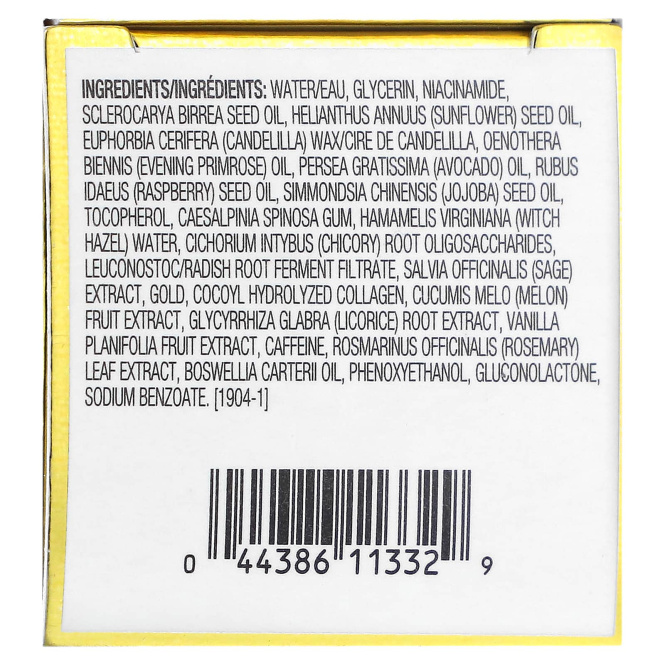 INGREDIENTS/INGRÉDIENTS: WATER/EAU, GLYCERIN, NIACINAMIDE,
SCLEROCARYA BIRREA SEED OIL, HELIANTHUS ANNUUS (SUNFLOWER) SEED OIL,
EUPHORBIA CERIFERA (CANDELILLA) WAX/CIRE DE CANDELILLA, OENOTHERA
BIENNIS (EVENING PRIMROSE) OIL, PERSEA GRATISSIMA (AVOCADO) OIL, RUBUS
IDAEUS (RASPBERRY) SEED OIL, SIMMONDSIA CHINENSIS (JOJOBA) SEED OIL,
TOCOPHEROL, CAESALPINIA SPINOSA GUM, HAMAMELIS VIRGINIANA (WITCH
HAZEL) WATER, CICHORIUM INTYBUS (CHICORY) ROOT OLIGOSACCHARIDES,
LEUCONOSTOC/RADISH ROOT FERMENT FILTRATE, SALVIA OFFICINALIS (SAGE)
EXTRACT, GOLD, COCOYL HYDROLYZED COLLAGEN, CUCUMIS MELO (MELON)
FRUIT EXTRACT, GLYCYRRHIZA GLABRA (LICORICE) ROOT EXTRACT, VANILLA
PLANIFOLIA FRUIT EXTRACT, CAFFEINE, ROSMARINUS OFFICINALIS (ROSEMARY)
LEAF EXTRACT, BOSWELLIA CARTERII OIL, PHENOXYETHANOL, GLUCONOLACTONE,
SODIUM BENZOATE. [1904-1]
0 44386 11332 9